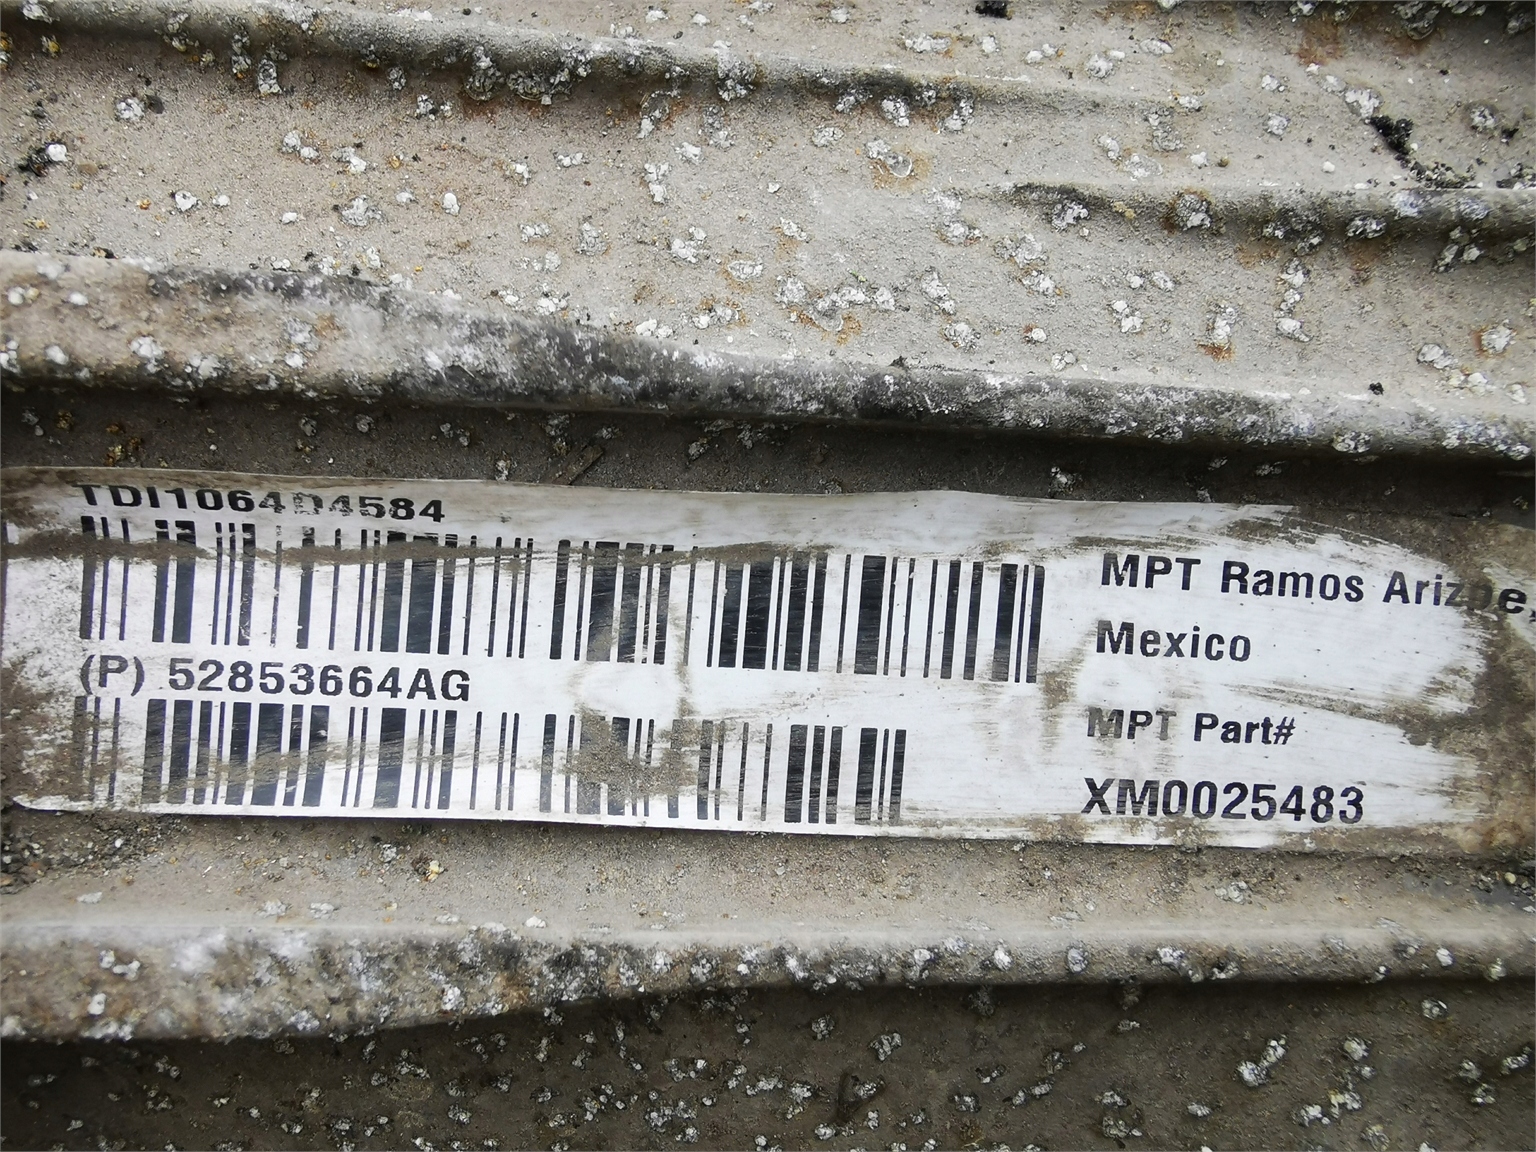 TDI1064D4584
(P) 52853664AG
MPT Ramos Arizpe,
Mexico
MPT Part#
XM0025483